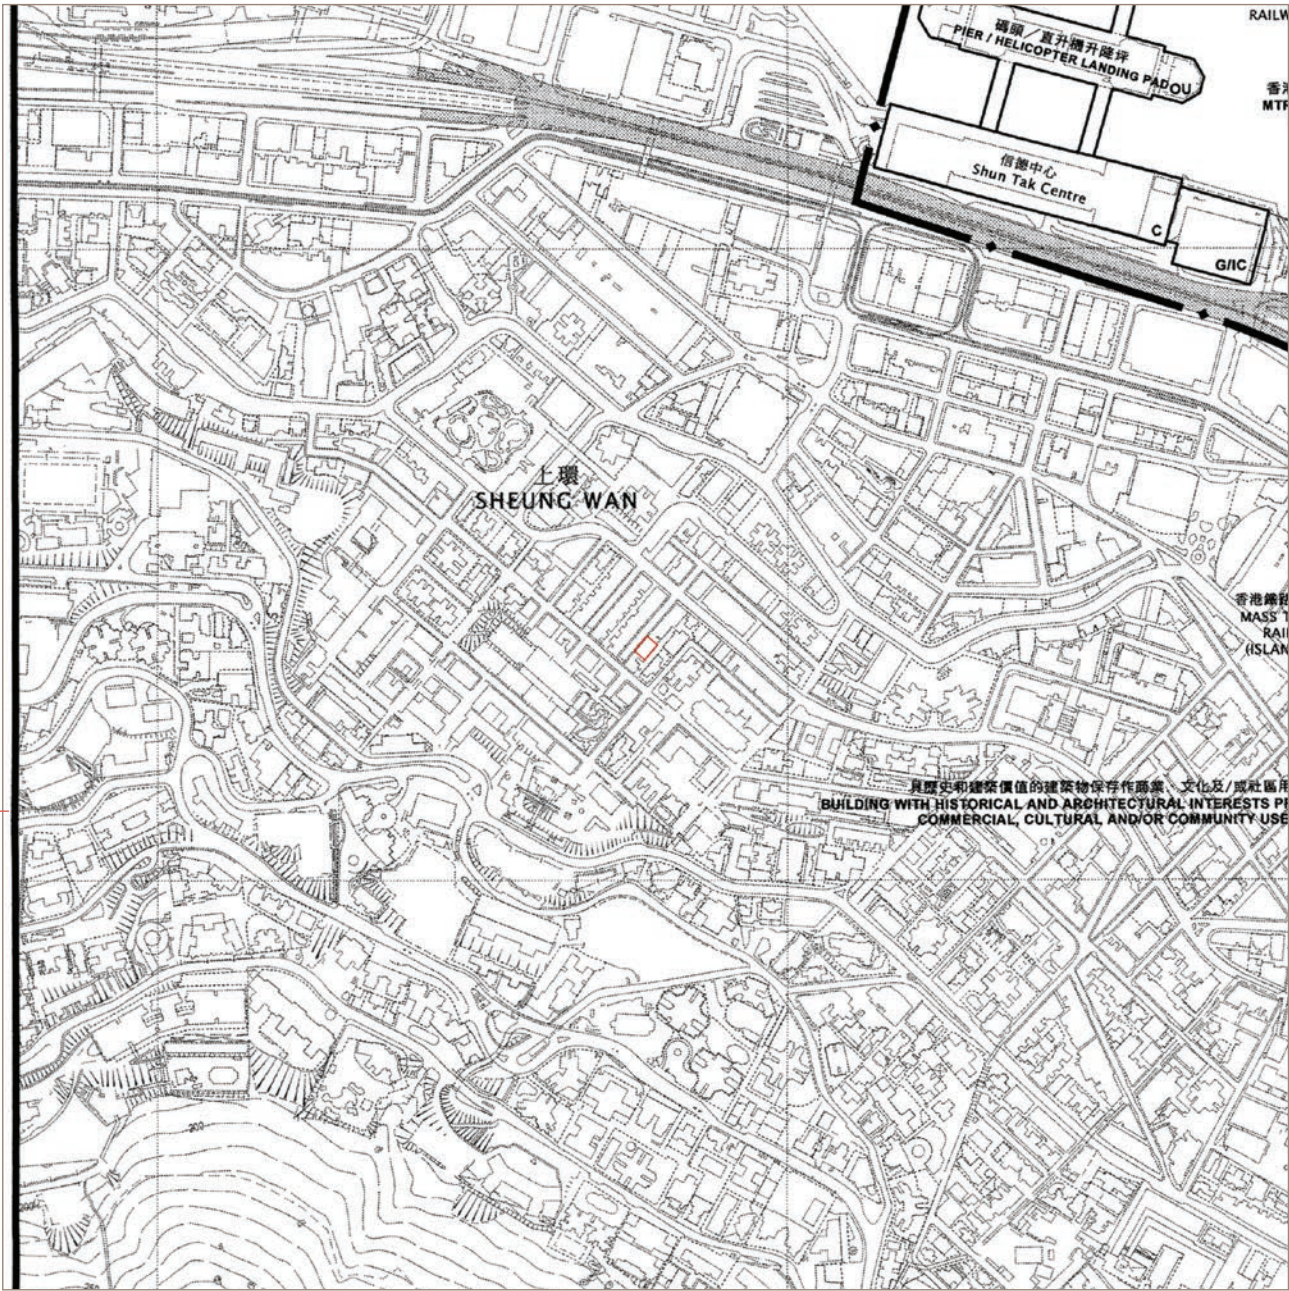 RAILW
碼頭／直升機升降坪
PIER / HELICOPTER LANDING PAD OU
香港
MTR
信德中心
Shun Tak Centre
C
G/IC
上環
SHEUNG WAN
香港鐵路
MASS T
RAI
(ISLAN
具歷史和建築價值的建築物保存作商業、文化及/或社區用
BUILDING WITH HISTORICAL AND ARCHITECTURAL INTERESTS PR
COMMERCIAL, CULTURAL AND/OR COMMUNITY USE
200